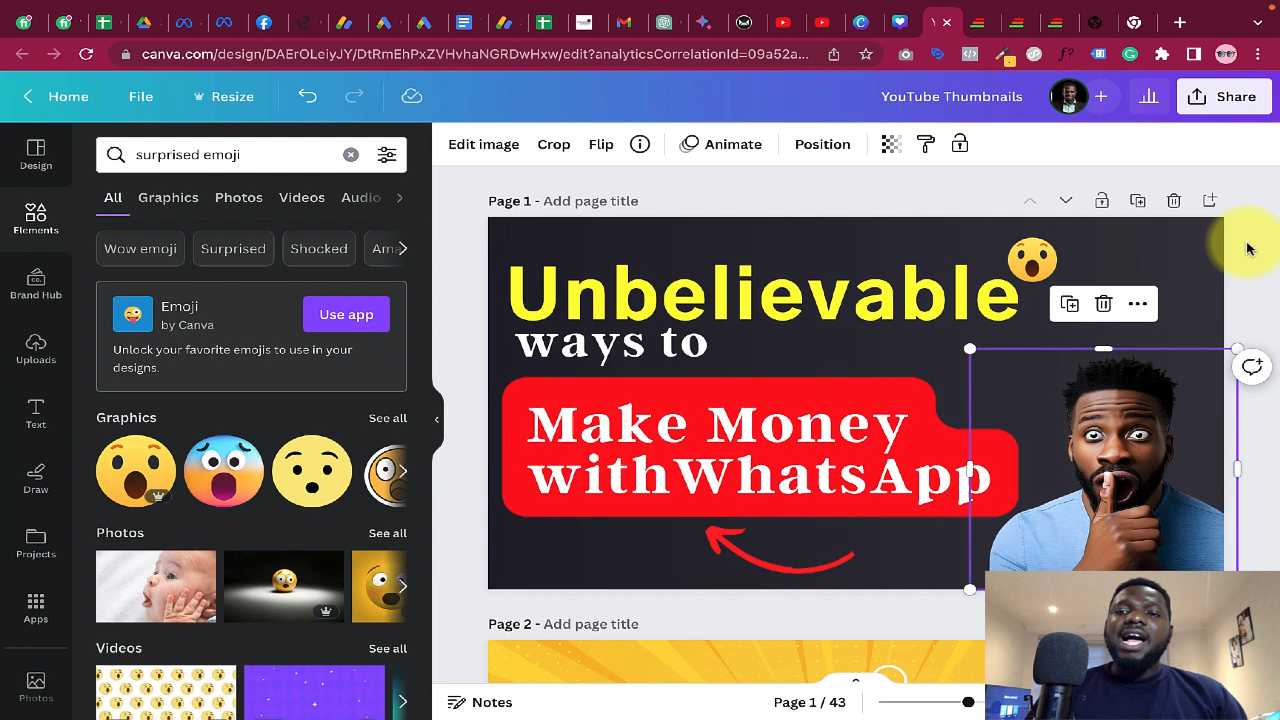 canva.com/design/DAErOLeiyJY/DtRmEhPxZVHvhaNGRDwHxw/edit?analyticsCorrelationId=09a52a...
Home
File
Resize
YouTube Thumbnails
Share
Design
Elements
Brand Hub
Uploads
Text
Draw
Projects
Apps
Photos
surprised emoji
All
Graphics
Photos
Videos
Audio
Wow emoji
Surprised
Shocked
Ama
Emoji
by Canva
Use app
Unlock your favorite emojis to use in your
designs.
Graphics
See all
Photos
See all
Videos
See all
Edit image
Crop
Flip
Animate
Position
Page 1 - Add page title
Unbelievable
ways to
Make Money
withWhatsApp
Page 2 - Add page title
Notes
Page 1 / 43